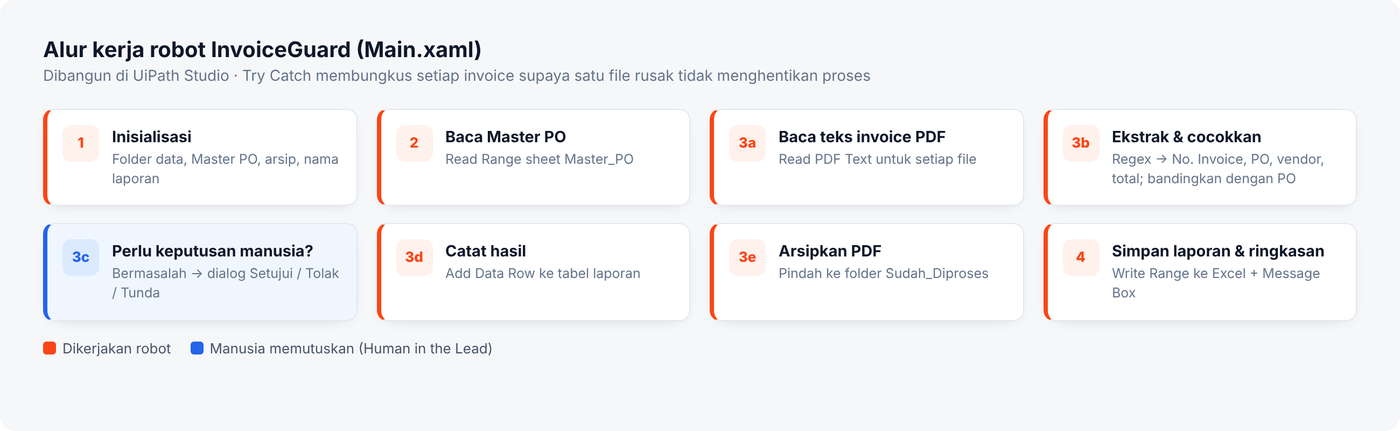 Alur kerja robot InvoiceGuard (Main.xaml)
Dibangun di UiPath Studio · Try Catch membungkus setiap invoice supaya satu file rusak tidak menghentikan proses
1
Inisialisasi
Folder data, Master PO, arsip, nama
laporan
2
Baca Master PO
Read Range sheet Master_PO
3a
Baca teks invoice PDF
Read PDF Text untuk setiap file
3b
Ekstrak & cocokkan
Regex → No. Invoice, PO, vendor,
total; bandingkan dengan PO
3c
Perlu keputusan manusia?
Bermasalah → dialog Setujui / Tolak
/ Tunda
3d
Catat hasil
Add Data Row ke tabel laporan
3e
Arsipkan PDF
Pindah ke folder Sudah_Diproses
4
Simpan laporan & ringkasan
Write Range ke Excel + Message
Box
Dikerjakan robot
Manusia memutuskan (Human in the Lead)